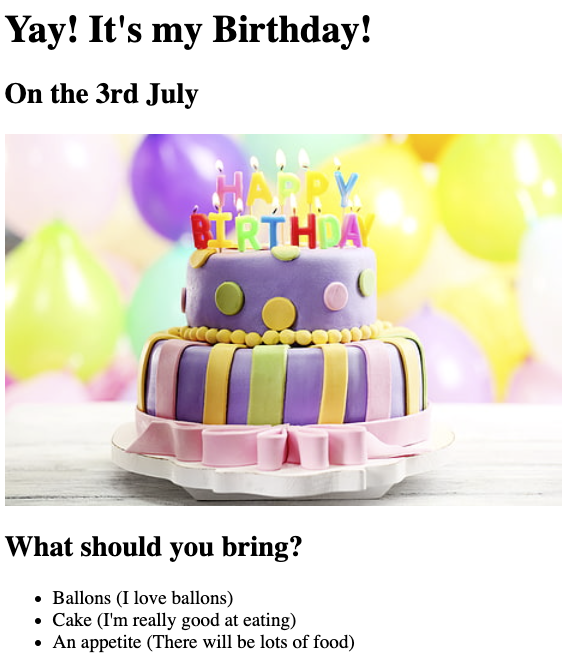 Yay! It's my Birthday!
On the 3rd July
HAPPY
BIRTHDAY
What should you bring?
Ballons (I love ballons)
Cake (I'm really good at eating)
An appetite (There will be lots of food)